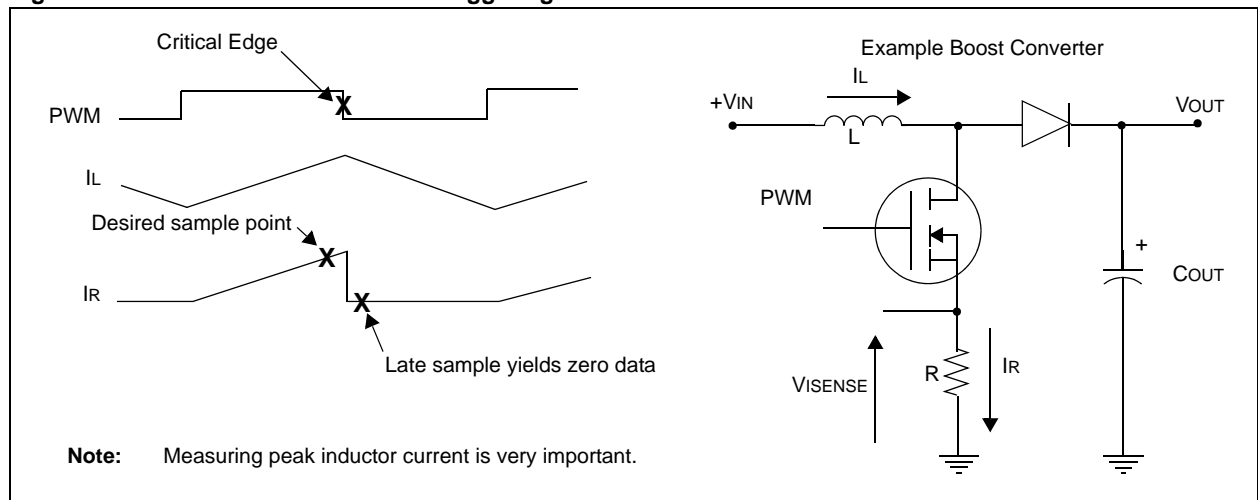 Critical Edge
X
PWM
IL
Desired sample point
X
IR
X
Late sample yields zero data
Note: Measuring peak inductor current is very important.
Example Boost Converter
IL
+VIN
VOUT
L
PWM
+
COUT
VISENSE
R
IR